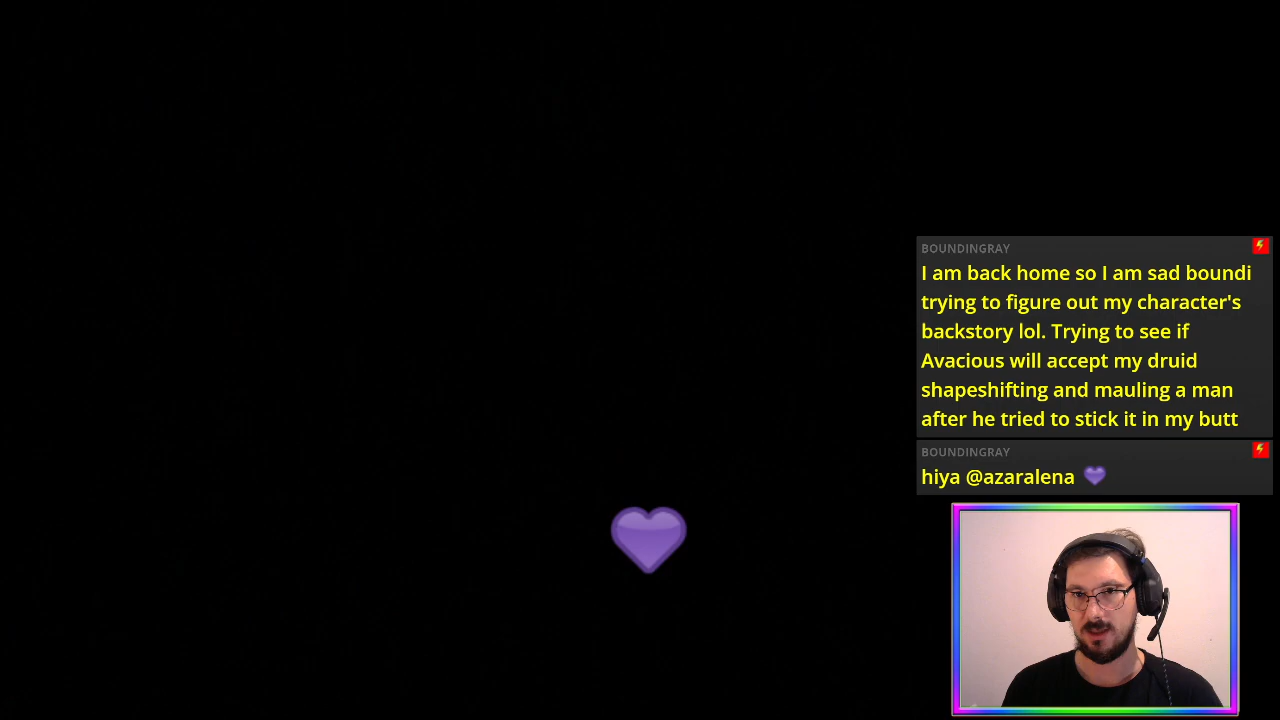 BOUNDINGRAY
I am back home so I am sad boundi
trying to figure out my character's
backstory lol. Trying to see if
Avacious will accept my druid
shapeshifting and mauling a man
after he tried to stick it in my butt
BOUNDINGRAY
hiya @azaralena 💜